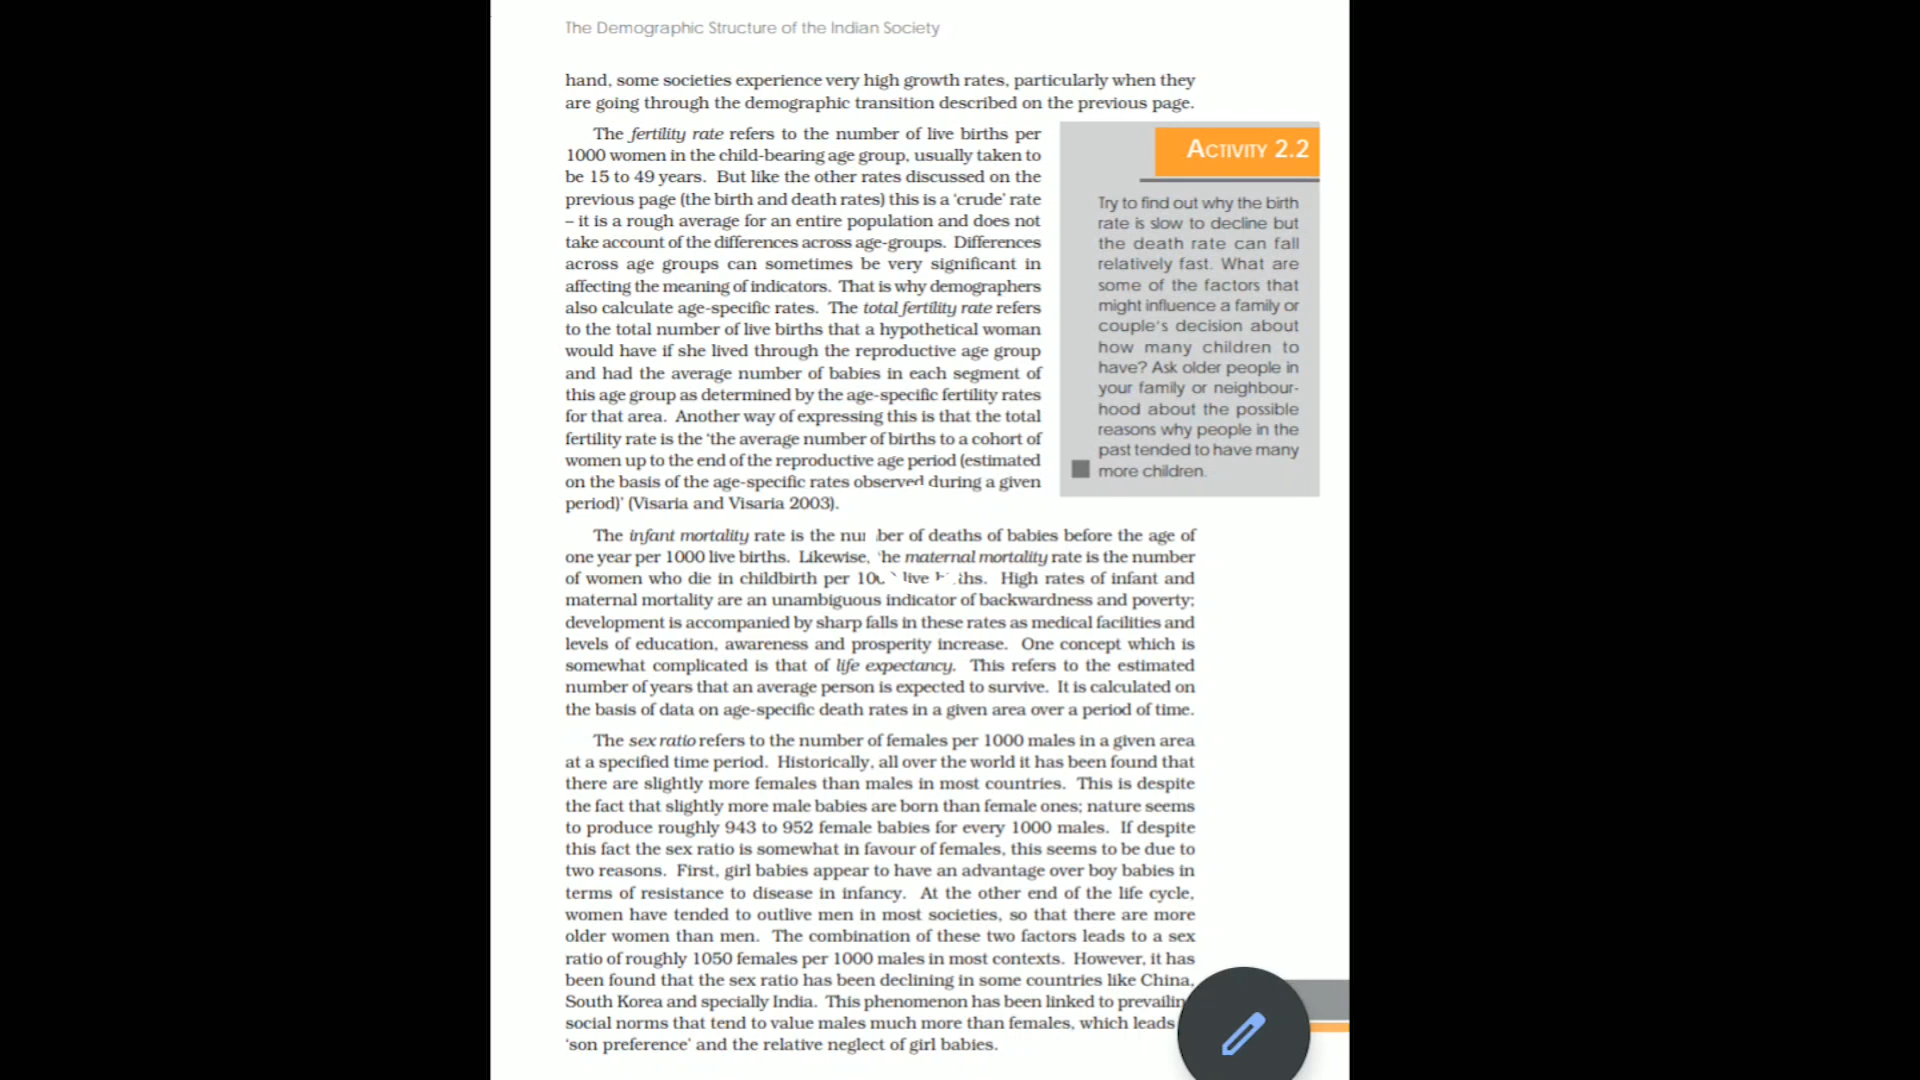 The Demographic Structure of the Indian Society
hand, some societies experience very high growth rates, particularly when they
are going through the demographic transition described on the previous page.
The fertility rate refers to the number of live births per
1000 women in the child-bearing age group, usually taken to
be 15 to 49 years. But like the other rates discussed on the
previous page (the birth and death rates) this is a 'crude' rate
– it is a rough average for an entire population and does not
take account of the differences across age-groups. Differences
across age groups can sometimes be very significant in
affecting the meaning of indicators. That is why demographers
also calculate age-specific rates. The total fertility rate refers
to the total number of live births that a hypothetical woman
would have if she lived through the reproductive age group
and had the average number of babies in each segment of
this age group as determined by the age-specific fertility rates
for that area. Another way of expressing this is that the total
fertility rate is the 'the average number of births to a cohort of
women up to the end of the reproductive age period (estimated
on the basis of the age-specific rates observed during a given
period)' (Visaria and Visaria 2003).
ACTIVITY 2.2
Try to find out why the birth
rate is slow to decline but
the death rate can fall
relatively fast. What are
some of the factors that
might influence a family or
couple's decision about
how many children to
have? Ask older people in
your family or neighbour-
hood about the possible
reasons why people in the
past tended to have many
more children.
The infant mortality rate is the of deaths of babies before the age of
one year per 1000 live births. Likewise, maternal mortality rate is the number
of women who die in childbirth per live High rates of infant and
maternal mortality are an unambiguous indicator of backwardness and poverty;
development is accompanied by sharp falls in these rates as medical facilities and
levels of education, awareness and prosperity increase. One concept which is
somewhat complicated is that of life expectancy. This refers to the estimated
number of years that an average person is expected to survive. It is calculated on
the basis of data on age-specific death rates in a given area over a period of time.
The sex ratio refers to the number of females per 1000 males in a given area
at a specified time period. Historically, all over the world it has been found that
there are slightly more females than males in most countries. This is despite
the fact that slightly more male babies are born than female ones; nature seems
to produce roughly 943 to 952 female babies for every 1000 males. If despite
this fact the sex ratio is somewhat in favour of females, this seems to be due to
two reasons. First, girl babies appear to have an advantage over boy babies in
terms of resistance to disease in infancy. At the other end of the life cycle,
women have tended to outlive men in most societies, so that there are more
older women than men. The combination of these two factors leads to a sex
ratio of roughly 1050 females per 1000 males in most contexts. However, it has
been found that the sex ratio has been declining in some countries like China,
South Korea and specially India. This phenomenon has been linked to
social norms that tend to value males much more than females, which leads
'son preference' and the relative neglect of girl babies.